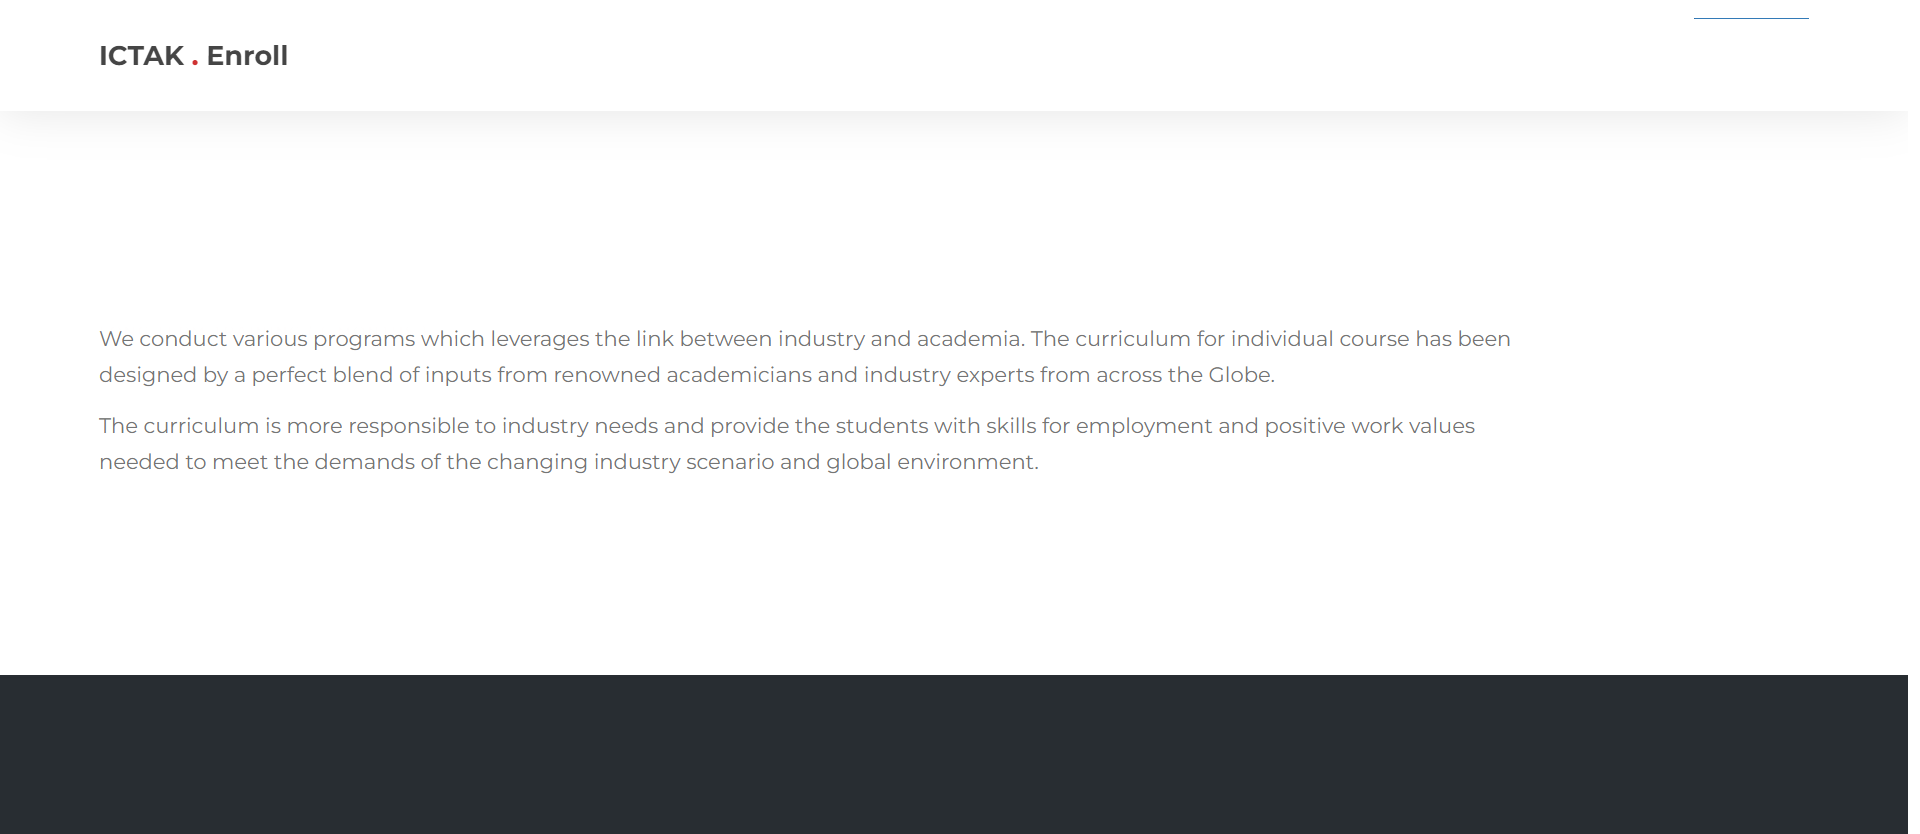 ICTAK . Enroll
We conduct various programs which leverages the link between industry and academia. The curriculum for individual course has been
designed by a perfect blend of inputs from renowned academicians and industry experts from across the Globe.
The curriculum is more responsible to industry needs and provide the students with skills for employment and positive work values
needed to meet the demands of the changing industry scenario and global environment.